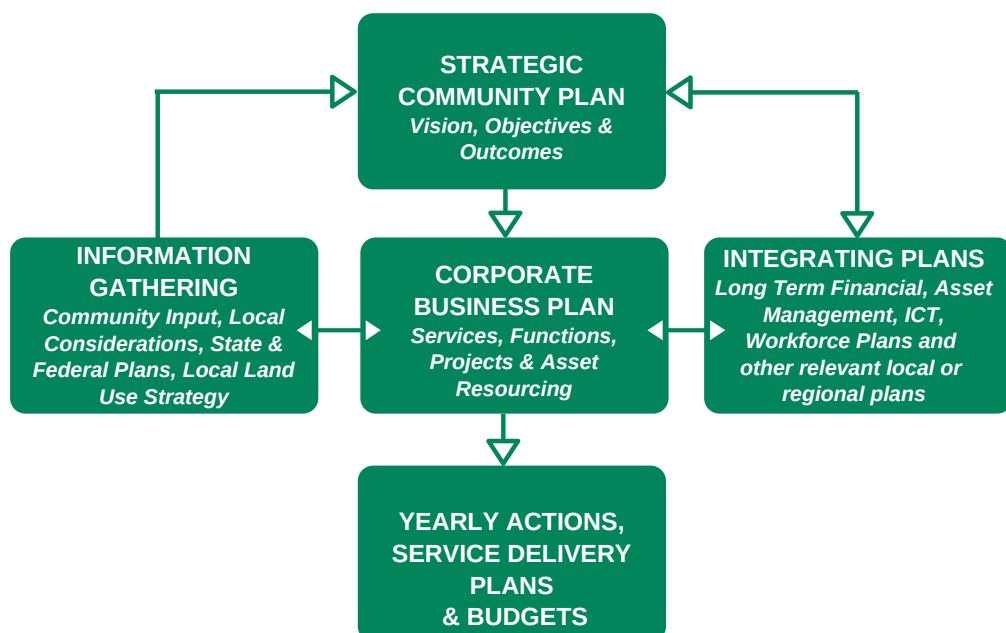 STRATEGIC
COMMUNITY PLAN
Vision, Objectives &
Outcomes
INFORMATION
GATHERING
Community Input, Local
Considerations, State &
Federal Plans, Local Land
Use Strategy
CORPORATE
BUSINESS PLAN
Services, Functions,
Projects & Asset
Resourcing
INTEGRATING PLANS
Long Term Financial, Asset
Management, ICT,
Workforce Plans and
other relevant local or
regional plans
YEARLY ACTIONS,
SERVICE DELIVERY
PLANS
& BUDGETS